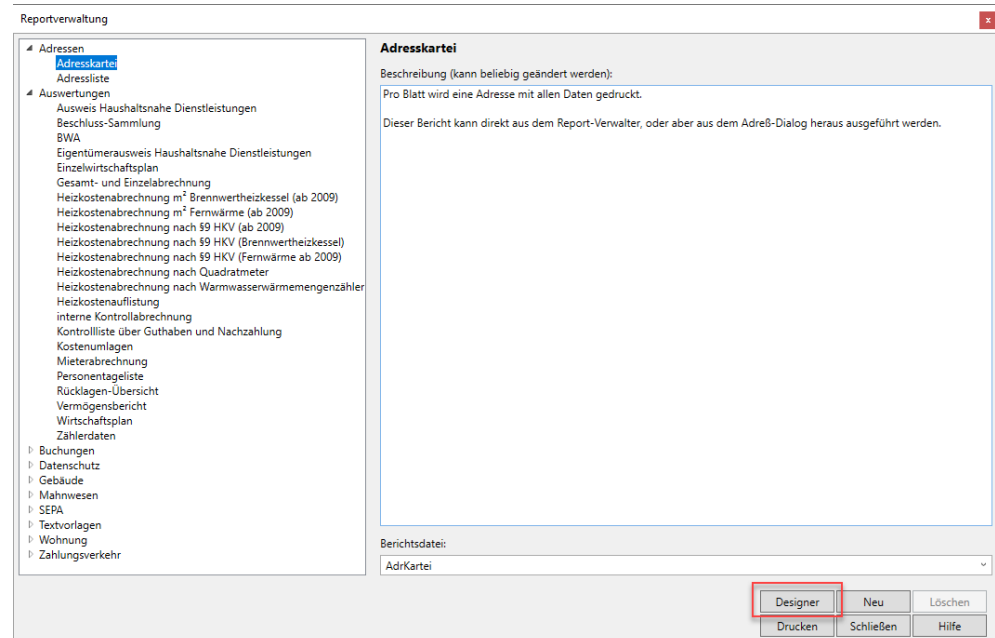 Reportverwaltung
x
Adressen
Adresskartei
Adressliste
Auswertungen
Ausweis Haushaltsnahe Dienstleistungen
Beschluss-Sammlung
BWA
Eigentümerausweis Haushaltsnahe Dienstleistungen
Einzelwirtschaftsplan
Gesamt- und Einzelabrechnung
Heizkostenabrechnung m² Brennwertheizkessel (ab 2009)
Heizkostenabrechnung m² Fernwärme (ab 2009)
Heizkostenabrechnung nach §9 HKV (ab 2009)
Heizkostenabrechnung nach §9 HKV (Brennwertheizkessel)
Heizkostenabrechnung nach §9 HKV (Fernwärme ab 2009)
Heizkostenabrechnung nach Quadratmeter
Heizkostenabrechnung nach Warmwasserwärmemengenzähler
Heizkostenauflistung
interne Kontrollabrechnung
Kontrollliste über Guthaben und Nachzahlung
Kostenumlagen
Mieterabrechnung
Personentageliste
Rücklagen-Übersicht
Vermögensbericht
Wirtschaftsplan
Zählerdaten
Buchungen
Datenschutz
Gebäude
Mahnwesen
SEPA
Textvorlagen
Wohnung
Zahlungsverkehr
Adresskartei
Beschreibung (kann beliebig geändert werden):
Pro Blatt wird eine Adresse mit allen Daten gedruckt.
Dieser Bericht kann direkt aus dem Report-Verwalter, oder aber aus dem Adreß-Dialog heraus ausgeführt werden.
Berichtsdatei:
AdrKartei
Designer Neu Löschen
Drucken Schließen Hilfe